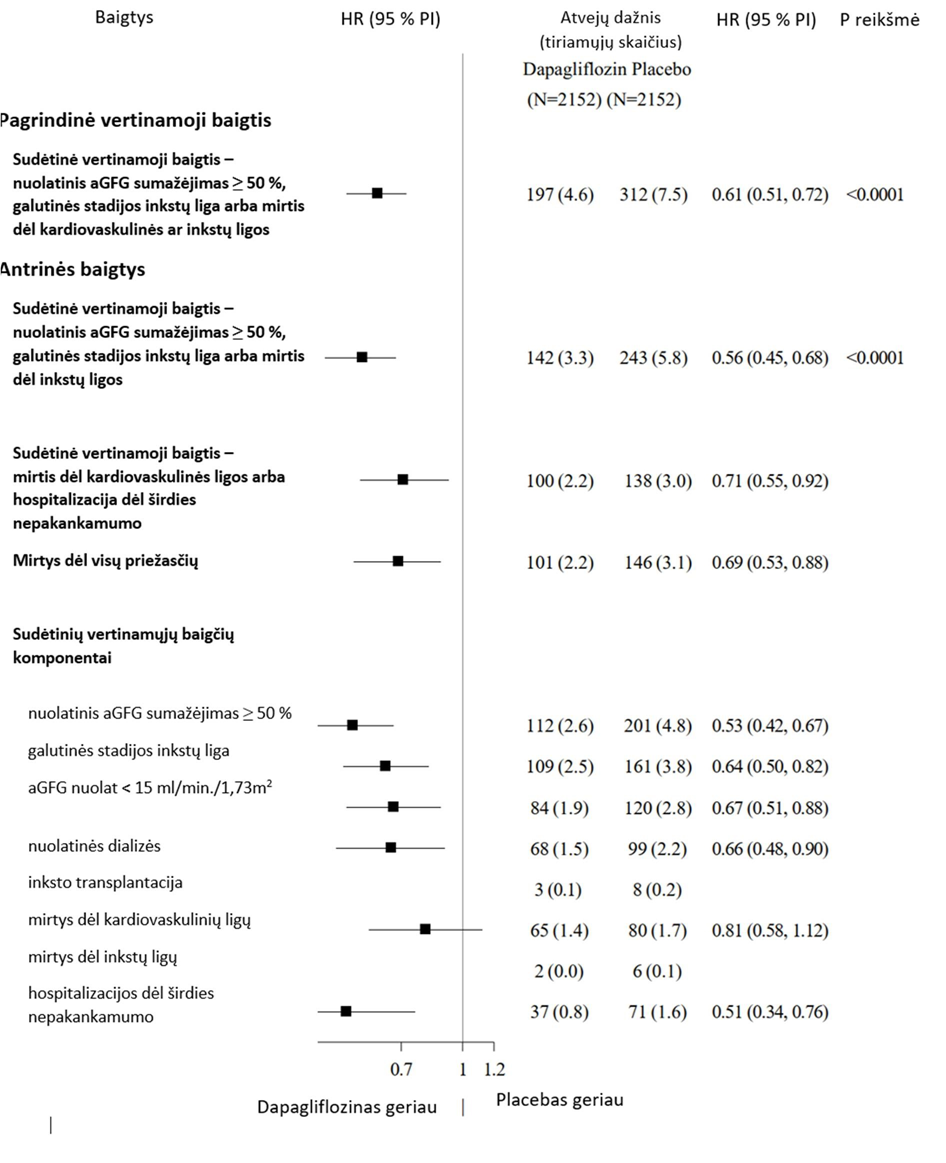 Baigtys HR (95 % PI) Atvejų dažnis HR (95 % PI) P reikšmė
(tiriamųjų skaičius)
Dapagliflozin Placebo
(N=2152) (N=2152)
Pagrindinė vertinamoji baigtis
Sudėtinė vertinamoji baigtis –
nuolatinis aGFG sumažėjimas ≥ 50 %,
galutinės stadijos inkstų liga arba mirtis
dėl kardiovaskulinės ar inkstų ligos
197 (4.6) 312 (7.5) 0.61 (0.51, 0.72) <0.0001
Antrinės baigtys
Sudėtinė vertinamoji baigtis –
nuolatinis aGFG sumažėjimas ≥ 50 %,
galutinės stadijos inkstų liga arba mirtis
dėl inkstų ligos
142 (3.3) 243 (5.8) 0.56 (0.45, 0.68) <0.0001
Sudėtinė vertinamoji baigtis –
mirtis dėl kardiovaskulinės ligos arba
hospitalizacija dėl širdies
nepakankamumo
100 (2.2) 138 (3.0) 0.71 (0.55, 0.92)
Mirtys dėl visų priežasčių 101 (2.2) 146 (3.1) 0.69 (0.53, 0.88)
Sudėtinių vertinamųjų baigčių
komponentai
nuolatinis aGFG sumažėjimas ≥ 50 % 112 (2.6) 201 (4.8) 0.53 (0.42, 0.67)
galutinės stadijos inkstų liga 109 (2.5) 161 (3.8) 0.64 (0.50, 0.82)
aGFG nuolat < 15 ml/min./1,73m² 84 (1.9) 120 (2.8) 0.67 (0.51, 0.88)
nuolatinės dializės 68 (1.5) 99 (2.2) 0.66 (0.48, 0.90)
inksto transplantacija 3 (0.1) 8 (0.2)
mirtys dėl kardiovaskulinių ligų 65 (1.4) 80 (1.7) 0.81 (0.58, 1.12)
mirtys dėl inkstų ligų 2 (0.0) 6 (0.1)
hospitalizacijos dėl širdies
nepakankamumo 37 (0.8) 71 (1.6) 0.51 (0.34, 0.76)
0.7 1 1.2
Dapagliflozinas geriau | Placebas geriau